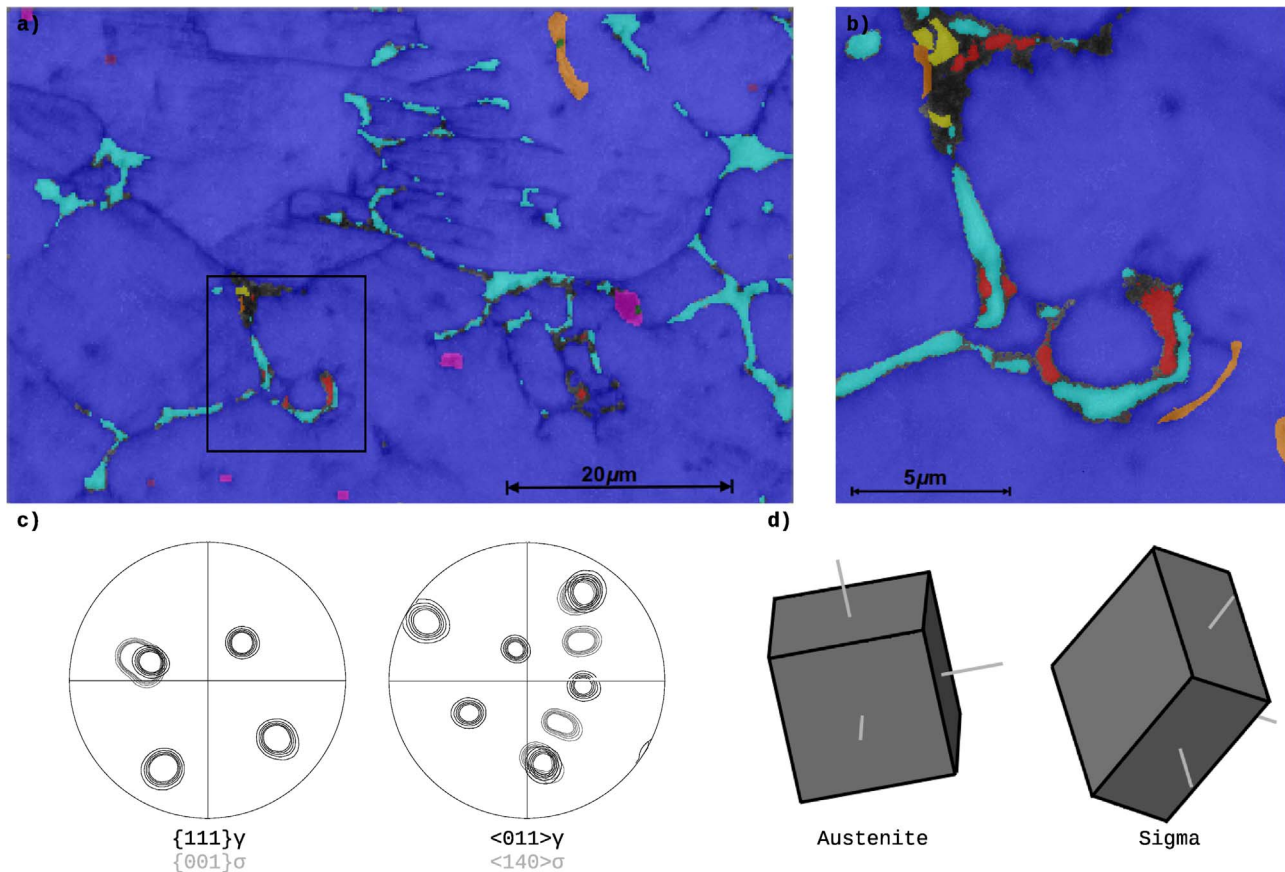 a)
b)
20μm
5μm
c)
d)
{111}γ
{001}σ
<011>γ
<140>σ
Austenite
Sigma